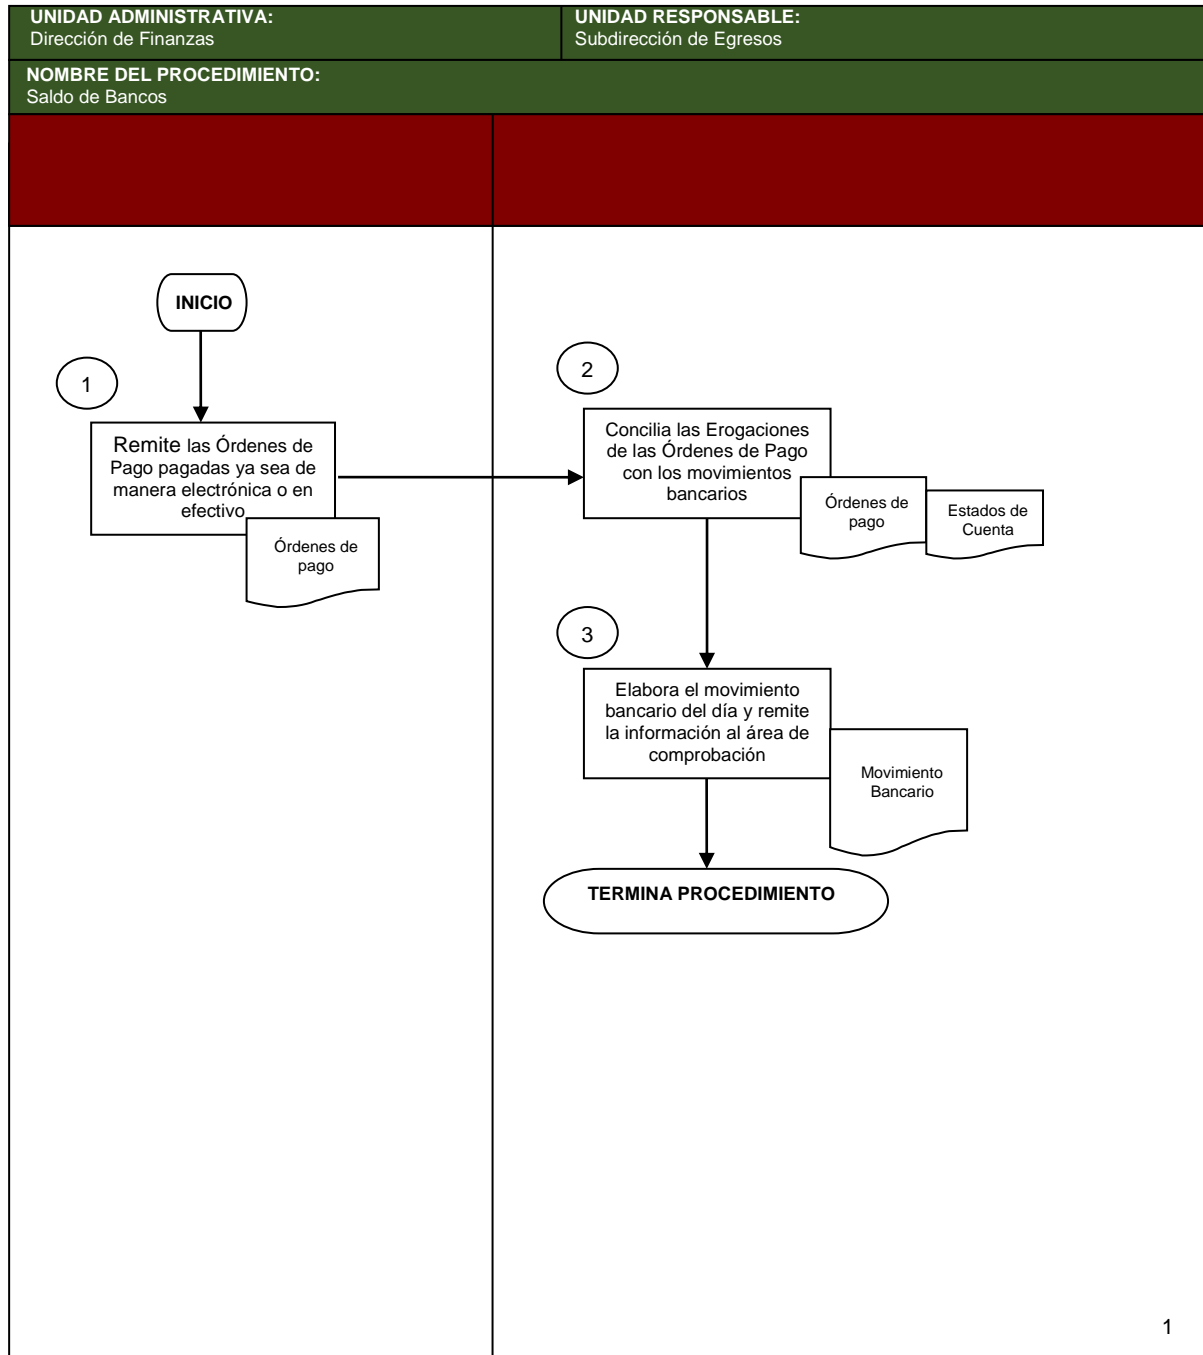 UNIDAD ADMINISTRATIVA:
Dirección de Finanzas
UNIDAD RESPONSABLE:
Subdirección de Egresos
NOMBRE DEL PROCEDIMIENTO:
Saldo de Bancos
INICIO
1
Remite las Órdenes de
Pago pagadas ya sea de
manera electrónica o en
efectivo
Órdenes de
pago
2
Concilia las Erogaciones
de las Órdenes de Pago
con los movimientos
bancarios
Órdenes de
pago
Estados de
Cuenta
3
Elabora el movimiento
bancario del día y remite
la información al área de
comprobación
Movimiento
Bancario
TERMINA PROCEDIMIENTO
1